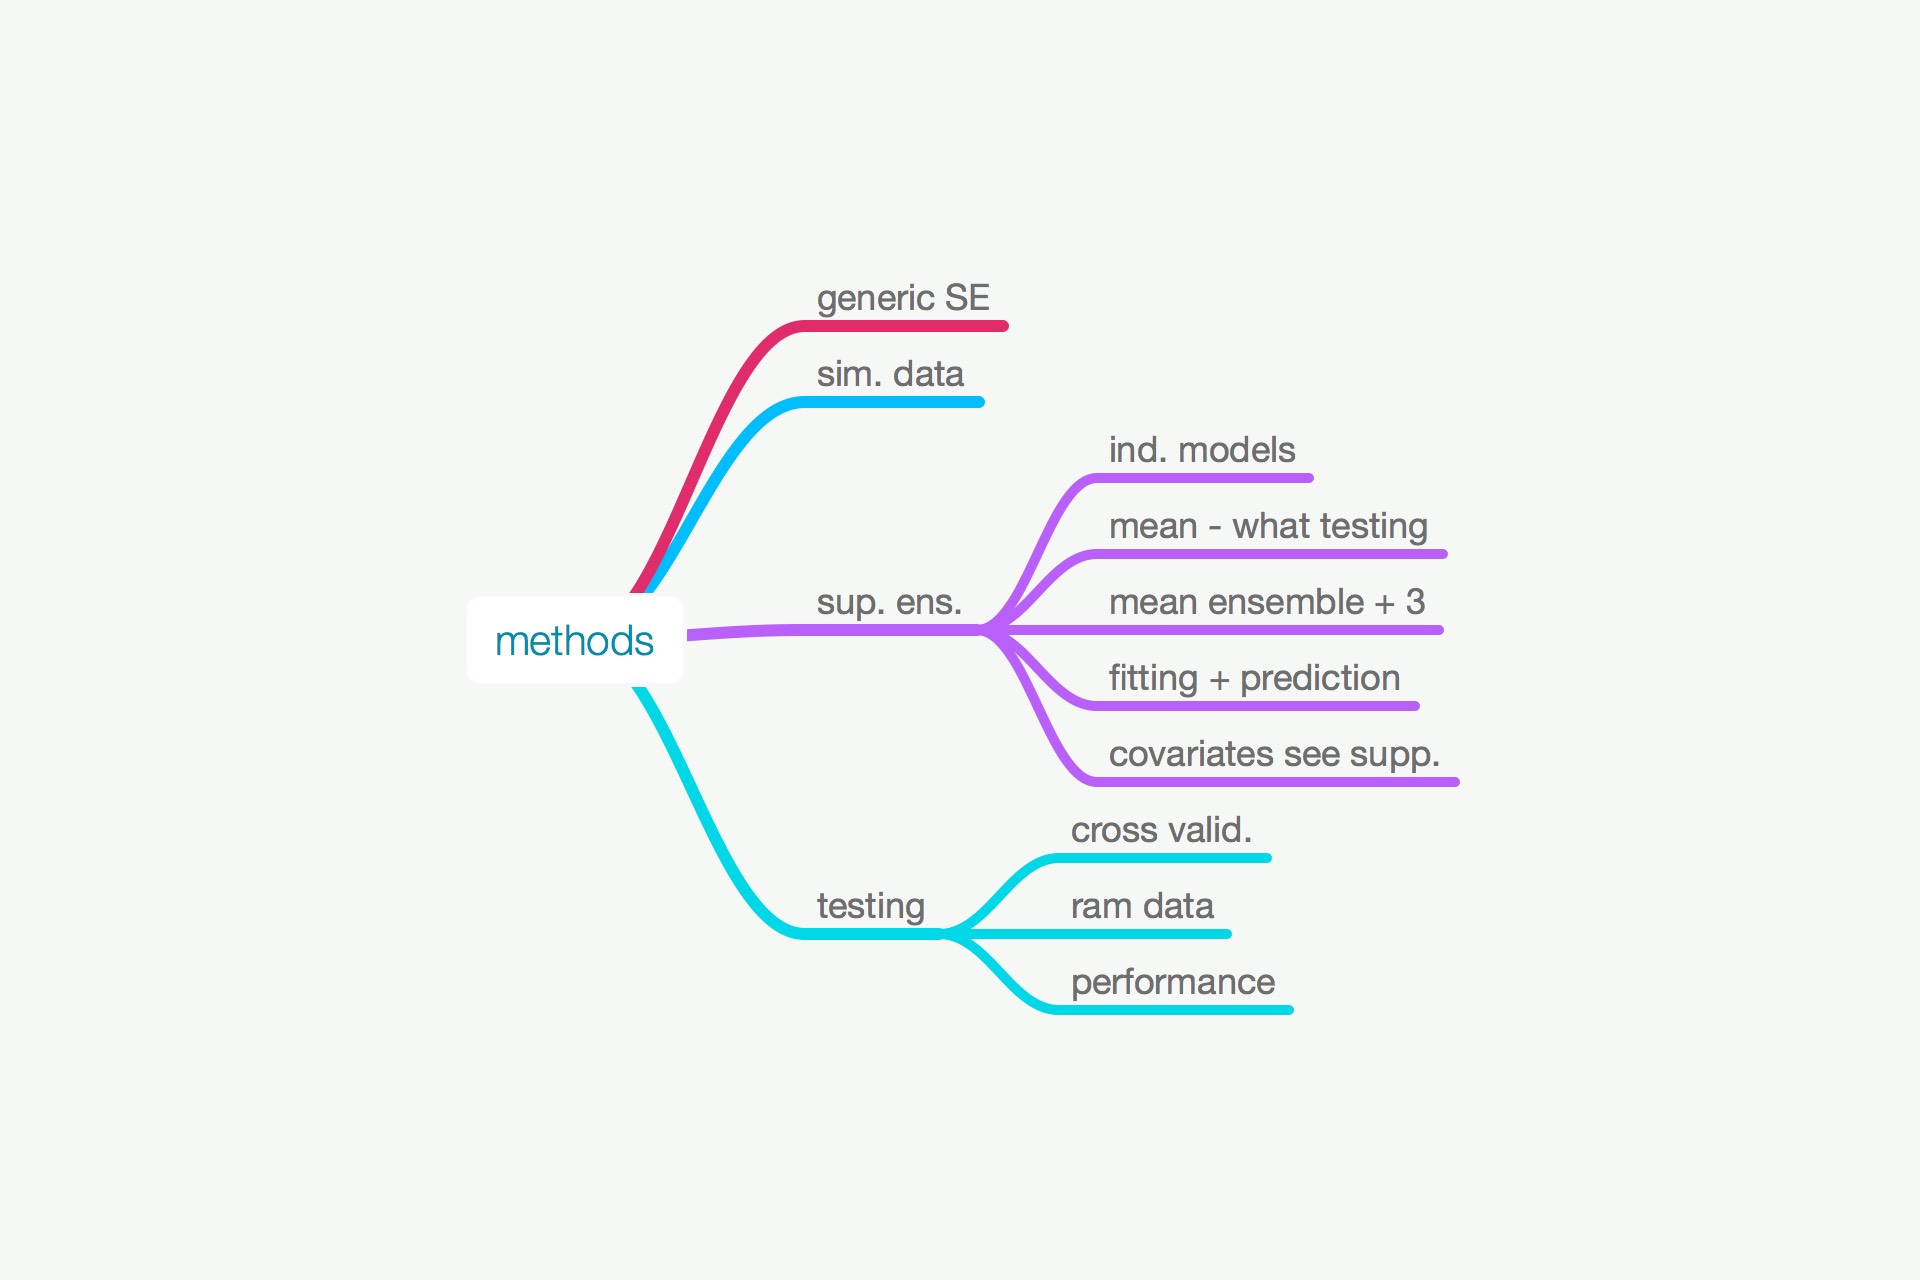 methods
generic SE
sim. data
sup. ens.
ind. models
mean - what testing
mean ensemble + 3
fitting + prediction
covariates see supp.
testing
cross valid.
ram data
performance